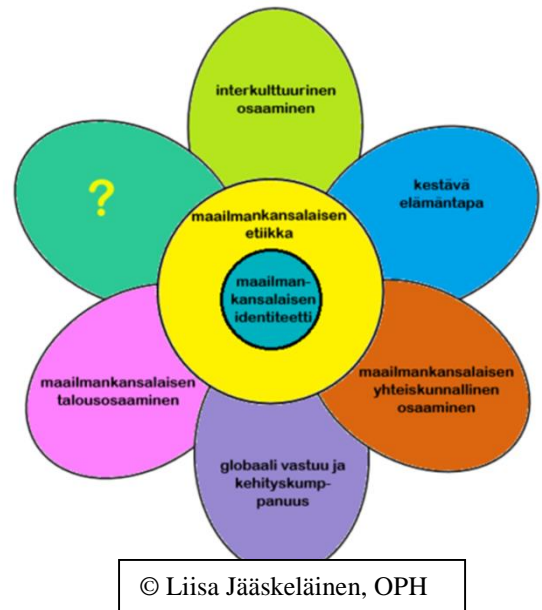 interkulttuurinen
osaaminen
?
kestävä
elämäntapa
maailmankansalaisen
etiikka
maailman-
kansalaisen
identiteetti
maailmankansalaisen
talousosaaminen
maailmankansalaisen
yhteiskunnallinen
osaaminen
globaali vastuu ja
kehityskump-
panuus
© Liisa Jääskeläinen, OPH